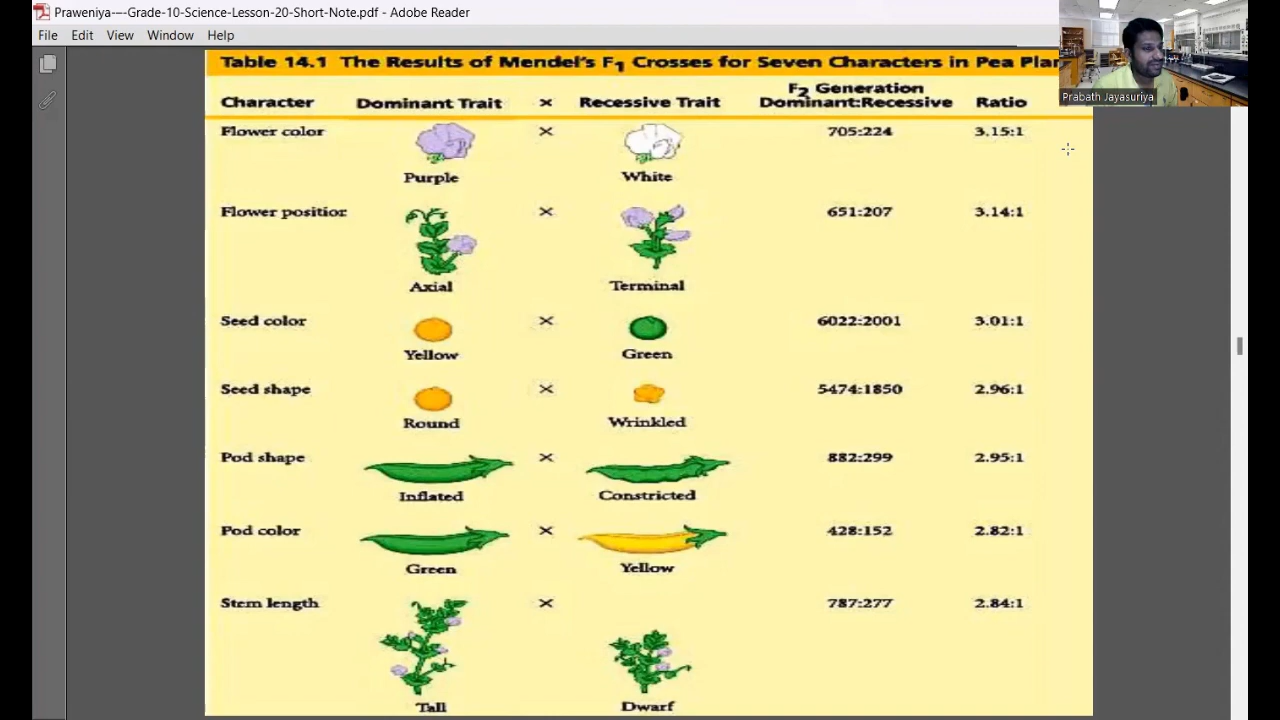 Praweniya-–-Grade-10-Science-Lesson-20-Short-Note.pdf - Adobe Reader
File Edit View Window Help
Prabath Jayasuriya
Table 14.1 The Results of Mendel's F1 Crosses for Seven Characters in Pea Plan
Character Dominant Trait × Recessive Trait F2 Generation Dominant:Recessive Ratio
Flower color × 705:224 3.15:1
Purple White
Flower position × 651:207 3.14:1
Axial Terminal
Seed color × 6022:2001 3.01:1
Yellow Green
Seed shape × 5474:1850 2.96:1
Round Wrinkled
Pod shape × 882:299 2.95:1
Inflated Constricted
Pod color × 428:152 2.82:1
Green Yellow
Stem length × 787:277 2.84:1
Tall Dwarf